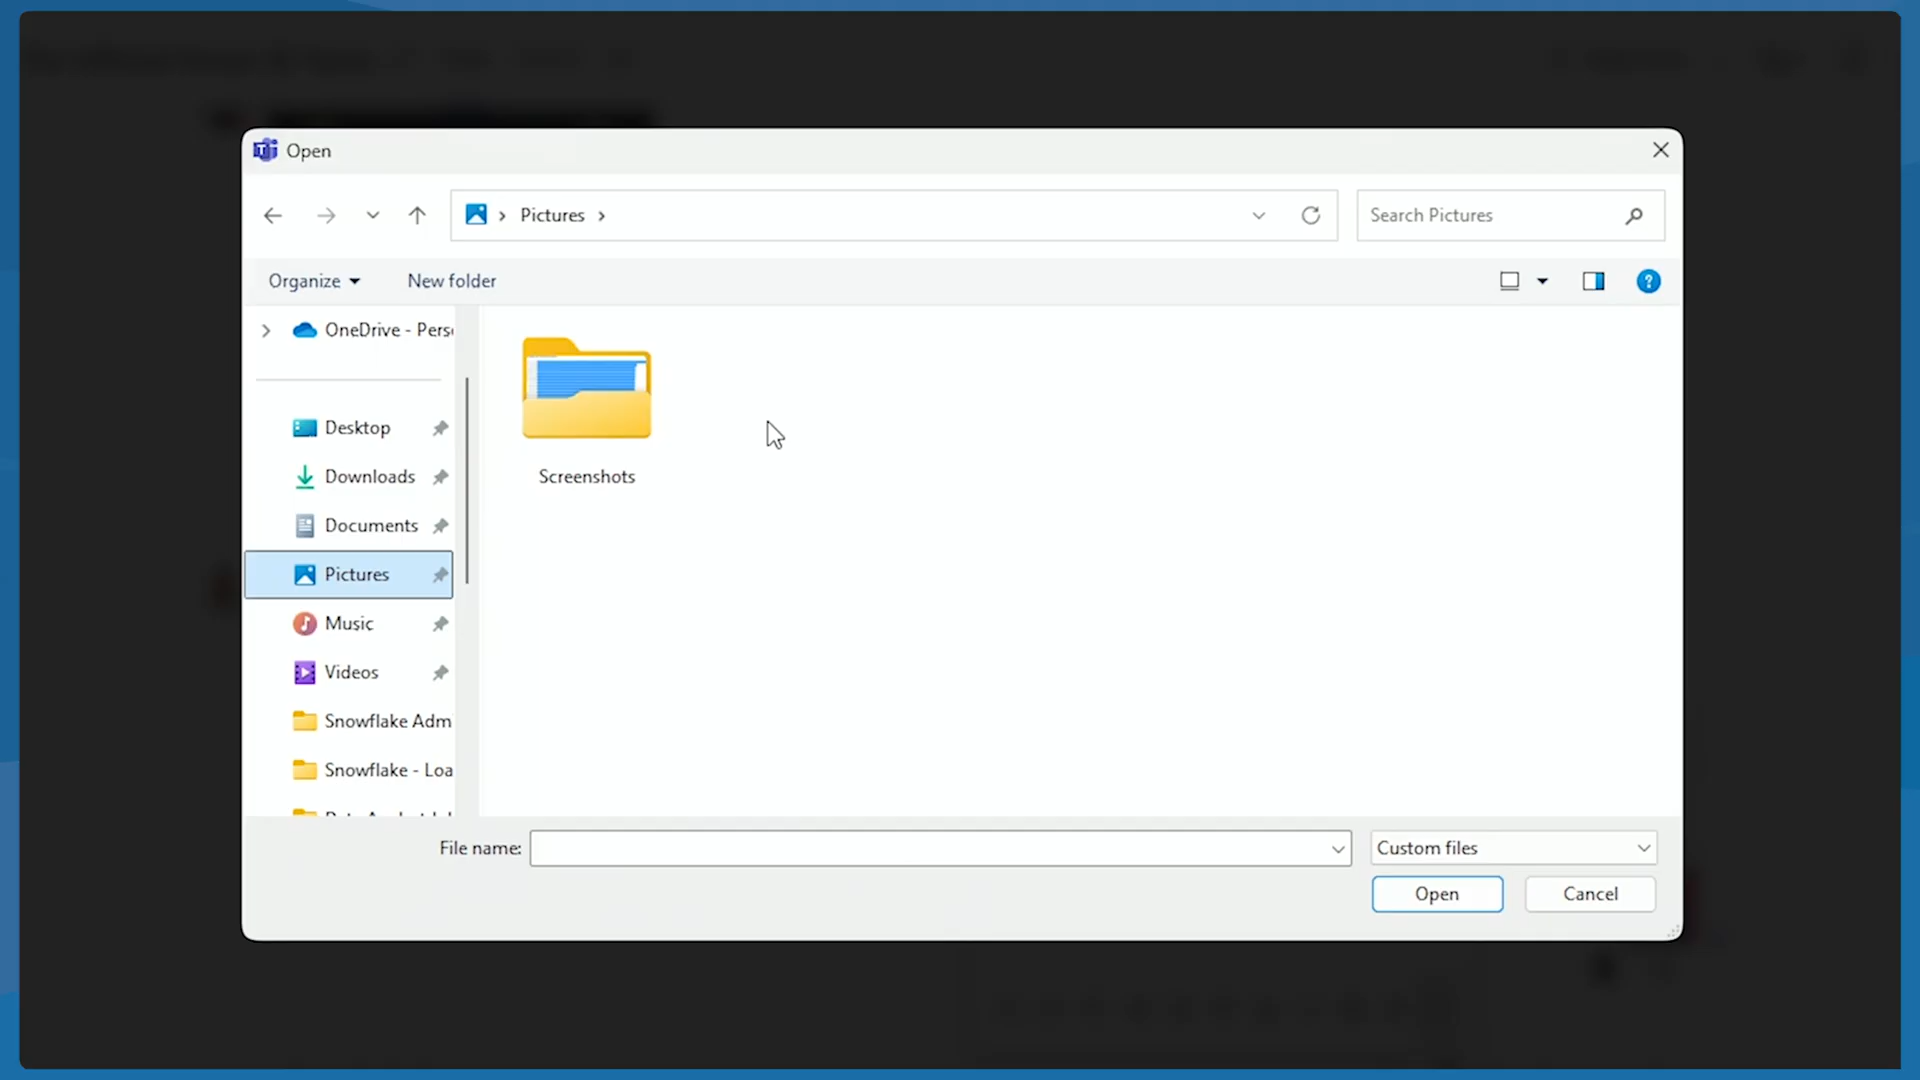 Open
Pictures
Search Pictures
Organize
New folder
OneDrive - Pers
Desktop
Downloads
Documents
Pictures
Music
Videos
Snowflake Adm
Snowflake - Loa
Screenshots
File name:
Custom files
Open
Cancel